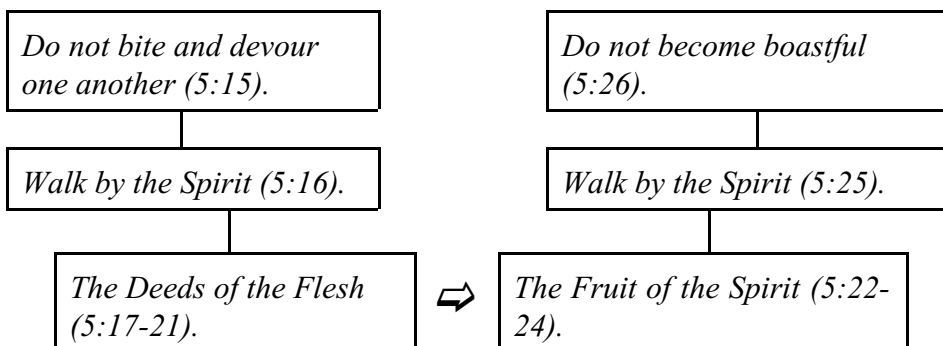 Do not bite and devour
one another (5:15).
Do not become boastful
(5:26).
Walk by the Spirit (5:16).
Walk by the Spirit (5:25).
The Deeds of the Flesh
(5:17-21).
The Fruit of the Spirit (5:22-
24).